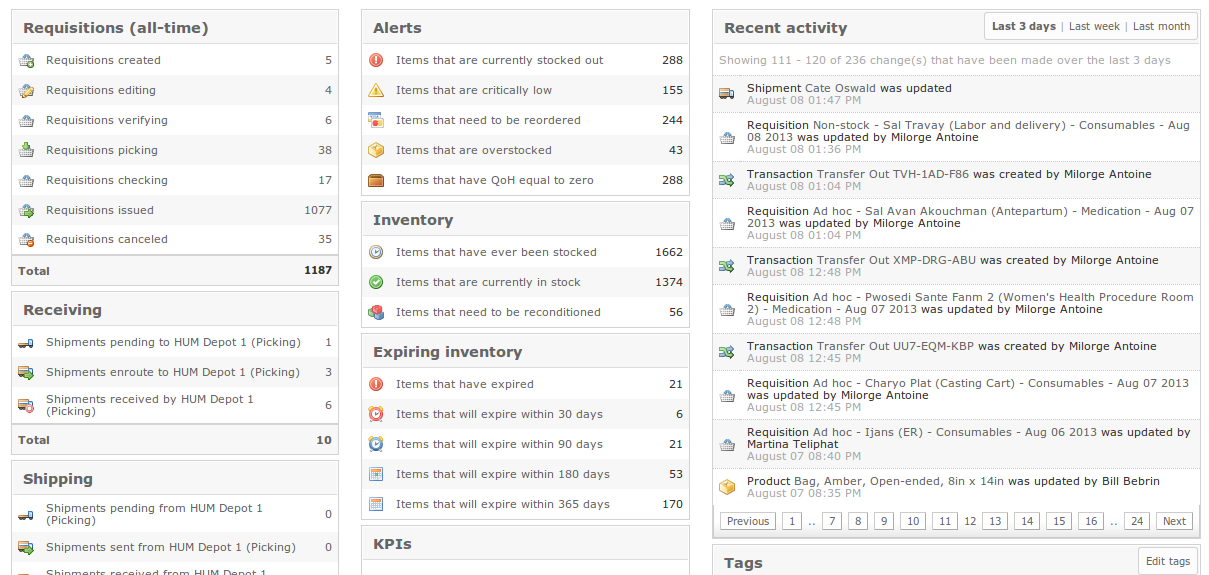 Requisitions (all-time)
Requisitions created 5
Requisitions editing 4
Requisitions verifying 6
Requisitions picking 38
Requisitions checking 17
Requisitions issued 1077
Requisitions canceled 35
Total 1187
Receiving
Shipments pending to HUM Depot 1 (Picking) 1
Shipments enroute to HUM Depot 1 (Picking) 3
Shipments received by HUM Depot 1
(Picking) 6
Total 10
Shipping
Shipments pending from HUM Depot 1
(Picking) 0
Shipments sent from HUM Depot 1 (Picking) 0
Shipments received from HUM Depot 1
Alerts
Items that are currently stocked out 288
Items that are critically low 155
Items that need to be reordered 244
Items that are overstocked 43
Items that have QoH equal to zero 288
Inventory
Items that have ever been stocked 1662
Items that are currently in stock 1374
Items that need to be reconditioned 56
Expiring inventory
Items that have expired 21
Items that will expire within 30 days 6
Items that will expire within 90 days 21
Items that will expire within 180 days 53
Items that will expire within 365 days 170
KPIs
Recent activity Last 3 days | Last week | Last month
Showing 111 - 120 of 236 change(s) that have been made over the last 3 days
Shipment Cate Oswald was updated
August 08 01:47 PM
Requisition Non-stock - Sal Travay (Labor and delivery) - Consumables - Aug
08 2013 was updated by Milorge Antoine
August 08 01:36 PM
Transaction Transfer Out TVH-1AD-F86 was created by Milorge Antoine
August 08 01:04 PM
Requisition Ad hoc - Sal Avan Akouchman (Antepartum) - Medication - Aug 07
2013 was updated by Milorge Antoine
August 08 01:04 PM
Transaction Transfer Out XMP-DRG-ABU was created by Milorge Antoine
August 08 12:48 PM
Requisition Ad hoc - Pwosedi Sante Fanm 2 (Women's Health Procedure Room
2) - Medication - Aug 07 2013 was updated by Milorge Antoine
August 08 12:48 PM
Transaction Transfer Out UU7-EQM-KBP was created by Milorge Antoine
August 08 12:45 PM
Requisition Ad hoc - Charyo Plat (Casting Cart) - Consumables - Aug 07 2013
was updated by Milorge Antoine
August 08 12:45 PM
Requisition Ad hoc - Ijans (ER) - Consumables - Aug 06 2013 was updated by
Martina Teliphat
August 07 08:40 PM
Product Bag, Amber, Open-ended, 8in x 14in was updated by Bill Bebrin
August 07 08:35 PM
Previous 1 .. 7 8 9 10 11 12 13 14 15 16 .. 24 Next
Tags Edit tags